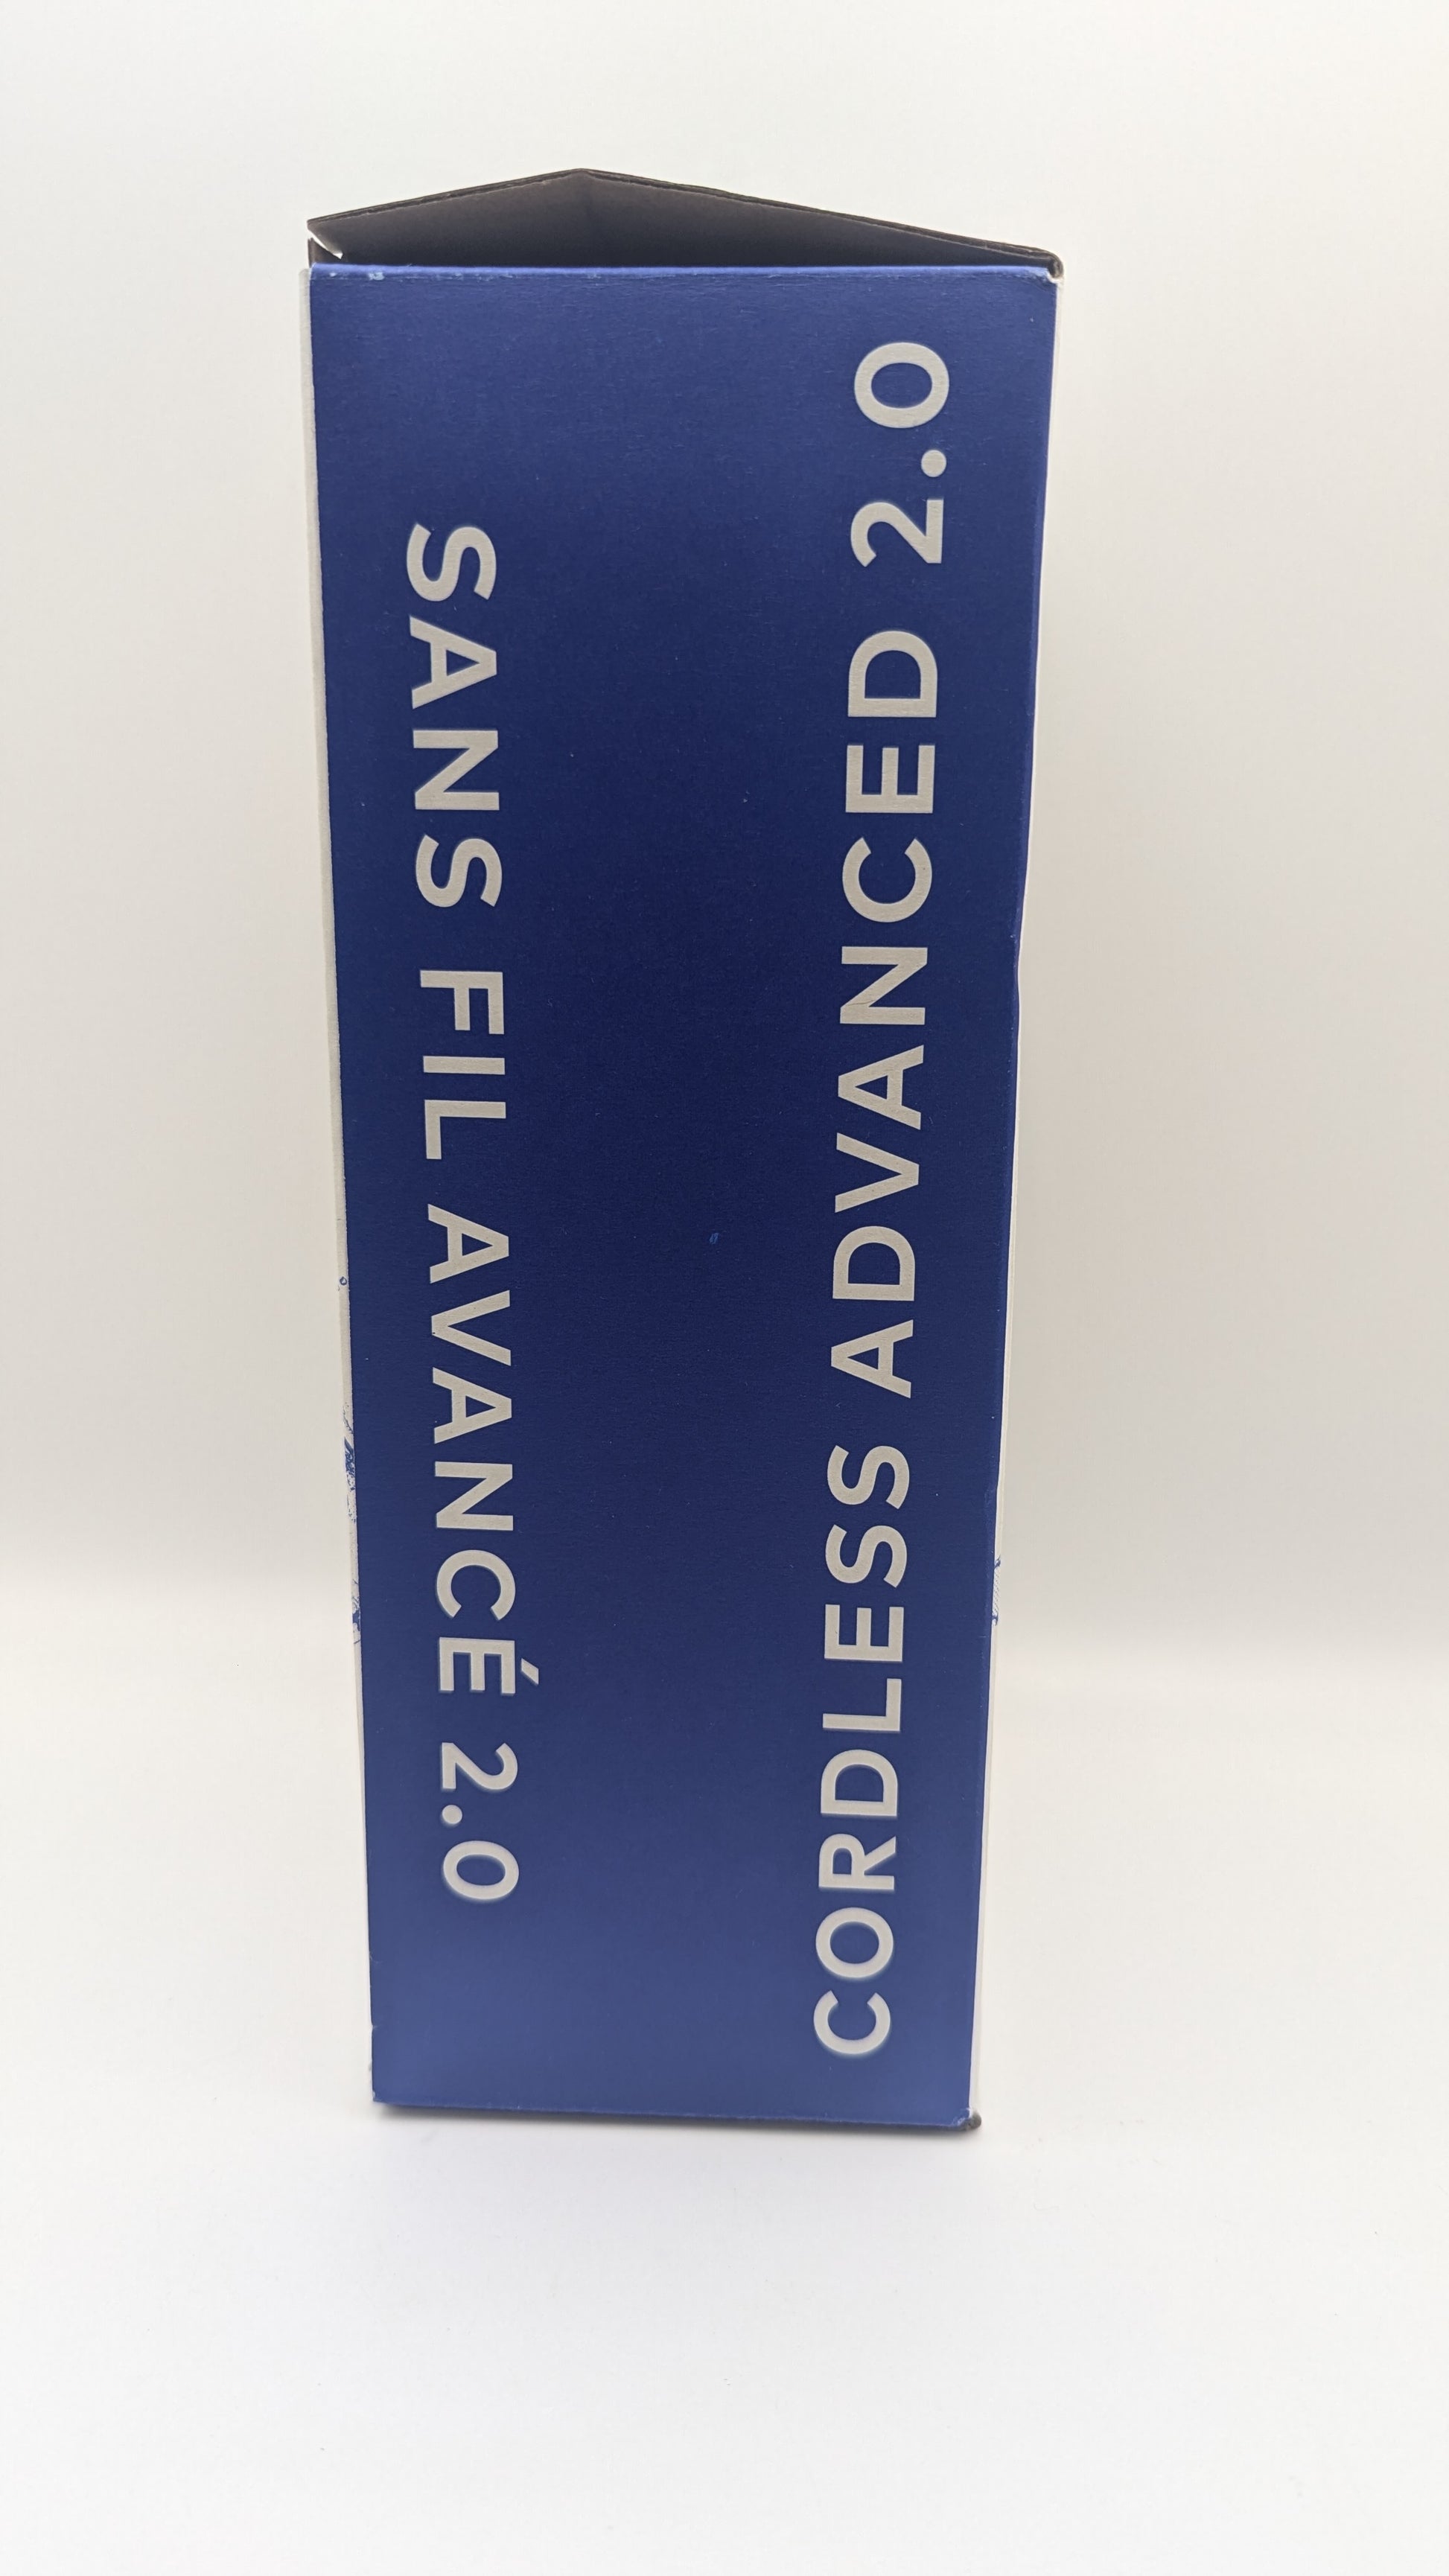 SANS FIL AVANCÉ 2.0
CORDLESS ADVANCED 2.0